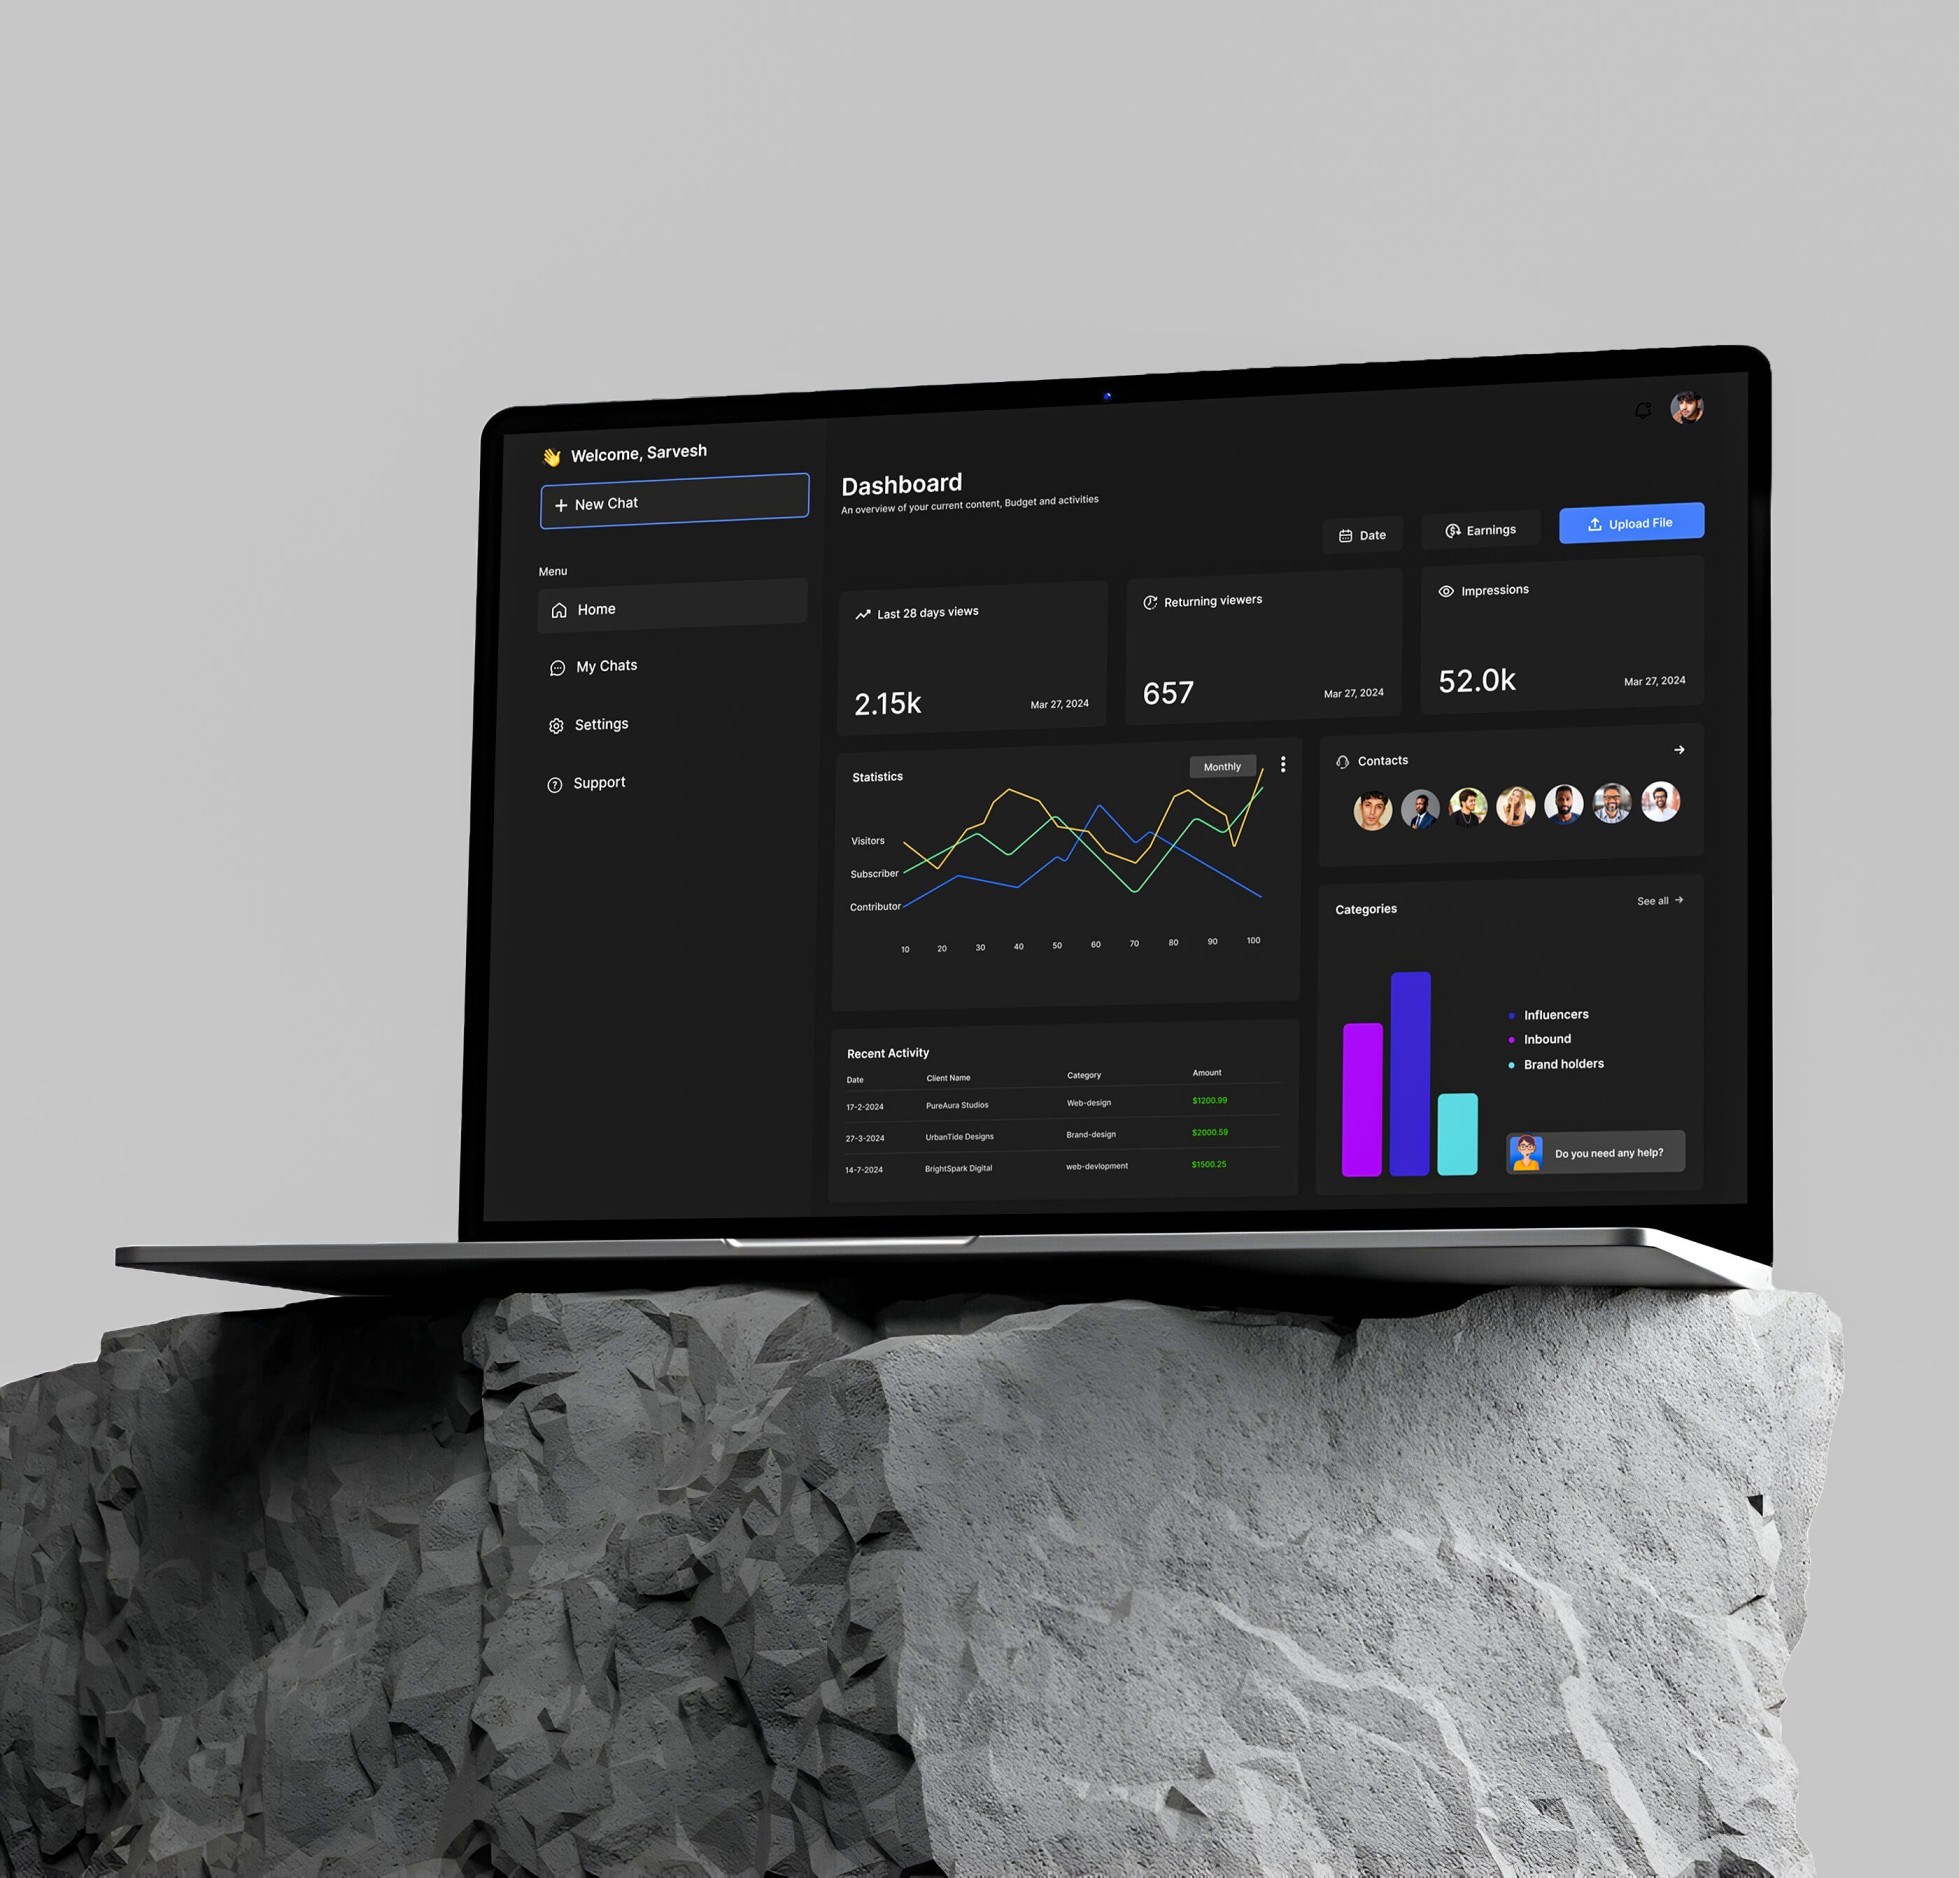 👋 Welcome, Sarvesh
+ New Chat
Menu
Home
My Chats
Settings
Support
Dashboard
An overview of your current content, Budget and activities
Date
Earnings
Upload File
Last 28 days views
2.15k
Mar 27, 2024
Returning viewers
657
Mar 27, 2024
Impressions
52.0k
Mar 27, 2024
Statistics
Monthly
Visitors
Subscriber
Contributor
10 20 30 40 50 60 70 80 90 100
Contacts
Categories
See all →
Influencers
Inbound
Brand holders
Do you need any help?
Recent Activity
Date Client Name Category Amount
17-2-2024 PureAura Studios Web-design $1200.99
27-3-2024 UrbanTide Designs Brand-design $2000.59
14-7-2024 BrightSpark Digital web-devlopment $1500.25